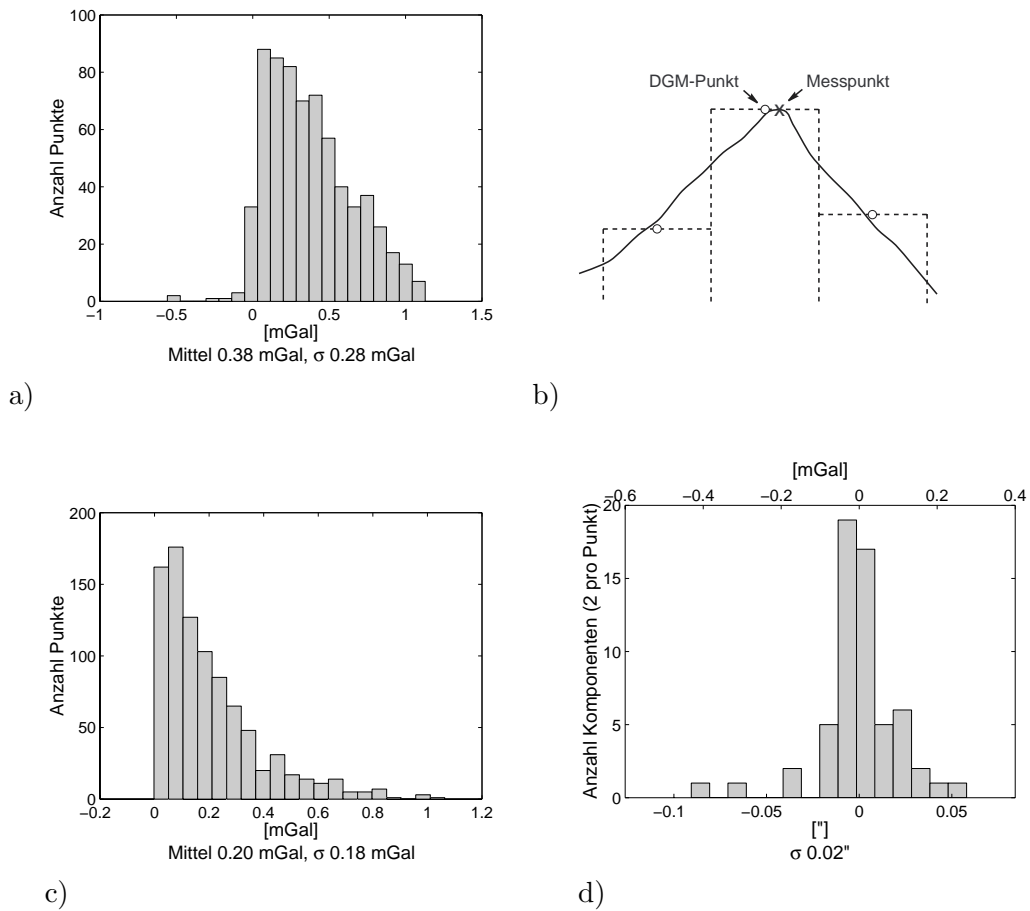 100
80
60
40
20
0
Anzahl Punkte
−1 −0.5 0 0.5 1 1.5
[mGal]
Mittel 0.38 mGal, σ 0.28 mGal
a)
DGM-Punkt Messpunkt
b)
200
150
100
50
0
Anzahl Punkte
−0.2 0 0.2 0.4 0.6 0.8 1 1.2
[mGal]
Mittel 0.20 mGal, σ 0.18 mGal
c)
[mGal]
−0.6 −0.4 −0.2 0 0.2 0.4
20
15
10
5
0
Anzahl Komponenten (2 pro Punkt)
−0.1 −0.05 0 0.05
["]
σ 0.02"
d)